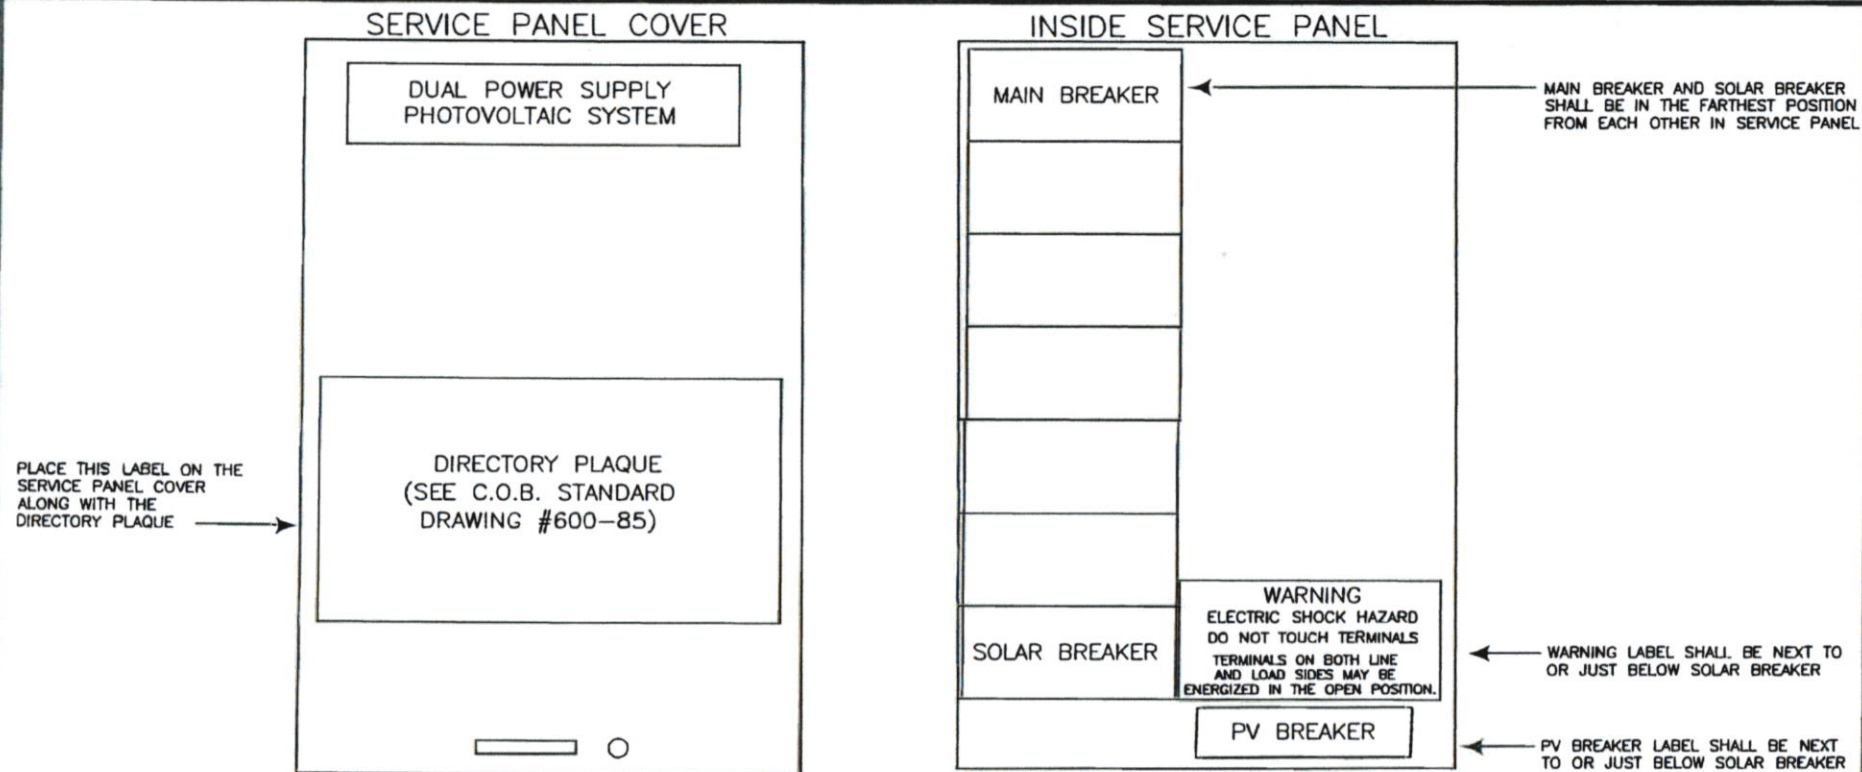 SERVICE PANEL COVER
DUAL POWER SUPPLY
PHOTOVOLTAIC SYSTEM
PLACE THIS LABEL ON THE
SERVICE PANEL COVER
ALONG WITH THE
DIRECTORY PLAQUE
DIRECTORY PLAQUE
(SEE C.O.B. STANDARD
DRAWING #600-85)
INSIDE SERVICE PANEL
MAIN BREAKER
MAIN BREAKER AND SOLAR BREAKER
SHALL BE IN THE FARTHEST POSITION
FROM EACH OTHER IN SERVICE PANEL
SOLAR BREAKER
WARNING
ELECTRIC SHOCK HAZARD
DO NOT TOUCH TERMINALS
TERMINALS ON BOTH LINE
AND LOAD SIDES MAY BE
ENERGIZED IN THE OPEN POSITION.
WARNING LABEL SHALL BE NEXT TO
OR JUST BELOW SOLAR BREAKER
PV BREAKER
PV BREAKER LABEL SHALL BE NEXT
TO OR JUST BELOW SOLAR BREAKER